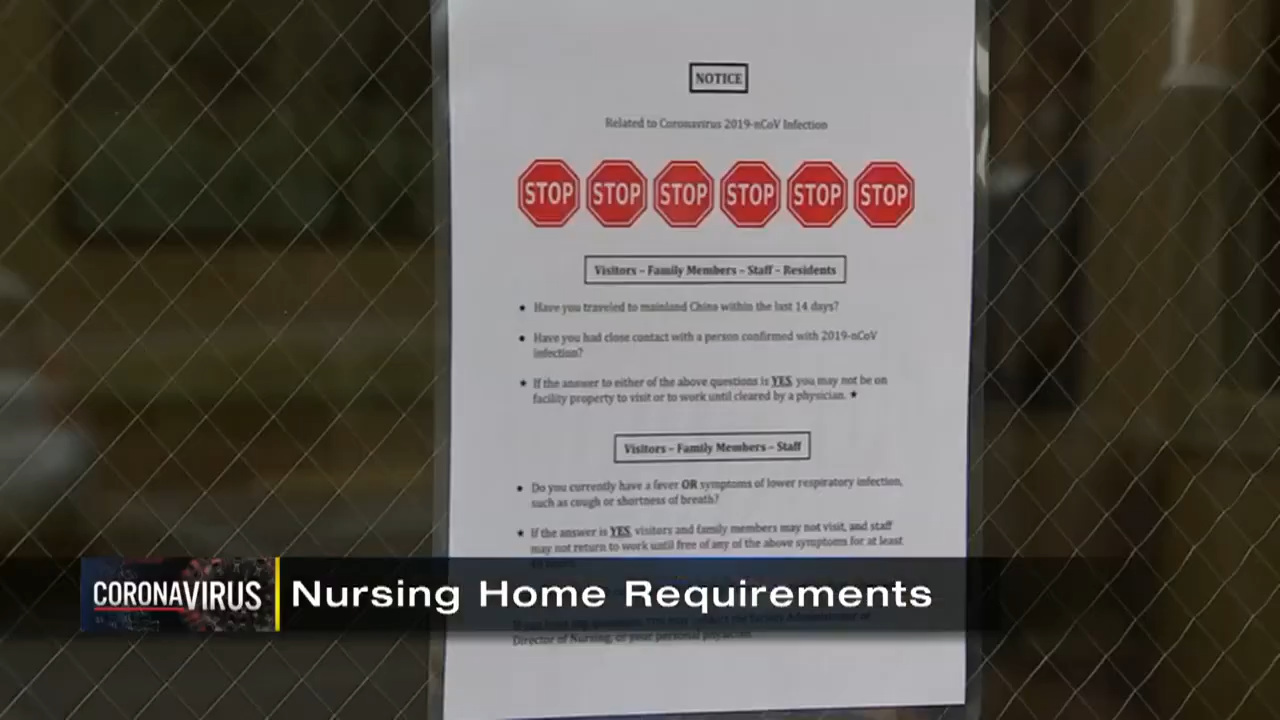 NOTICE
Related to Coronavirus 2019-nCoV Infection
STOP STOP STOP STOP STOP STOP
Visitors – Family Members – Staff – Residents
• Have you traveled to mainland China within the last 14 days?
• Have you had close contact with a person confirmed with 2019-nCoV
infection?
★ If the answer to either of the above questions is YES, you may not be on
facility property to visit or to work until cleared by a physician. ★
Visitors – Family Members – Staff
• Do you currently have a fever OR symptoms of lower respiratory infection,
such as cough or shortness of breath?
★ If the answer is YES, visitors and family members may not visit, and staff
may not return to work until free of any of the above symptoms for at least
CORONAVIRUS
Nursing Home Requirements
Director of Nursing, or your personal physician.